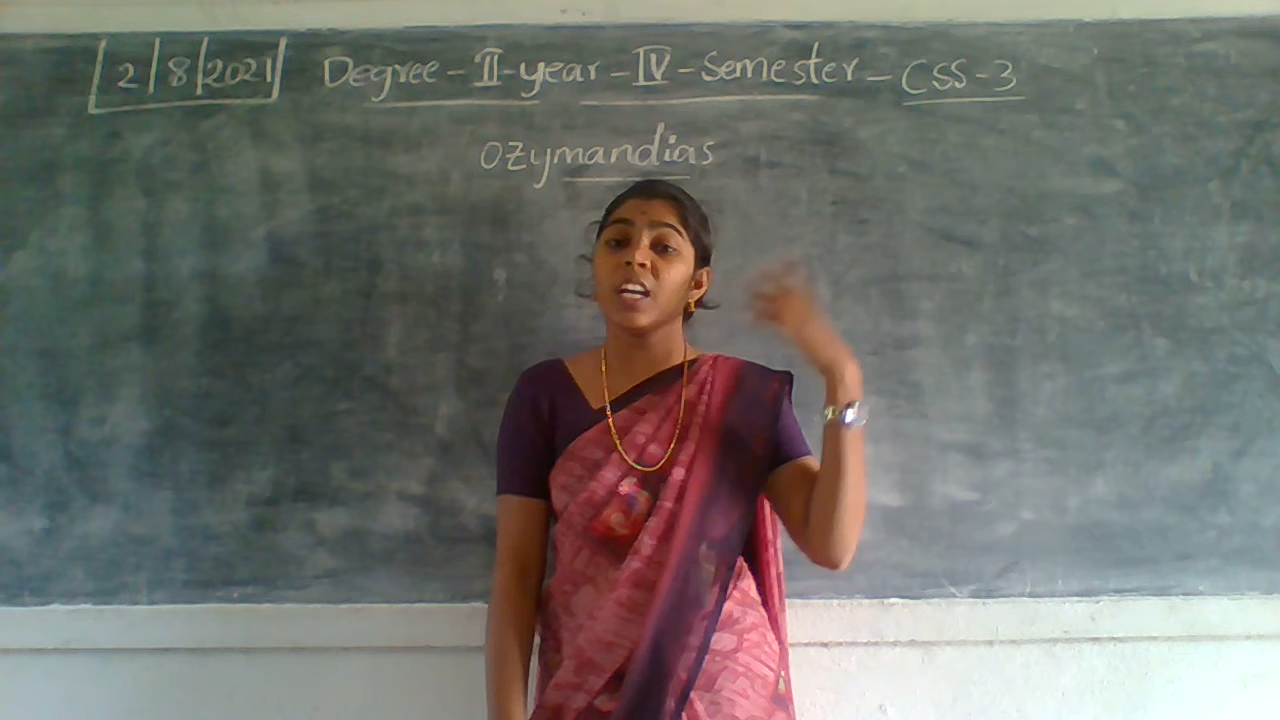 2/8/2021 Degree - II - year - IV - Semester - CSS - 3
Ozymandias